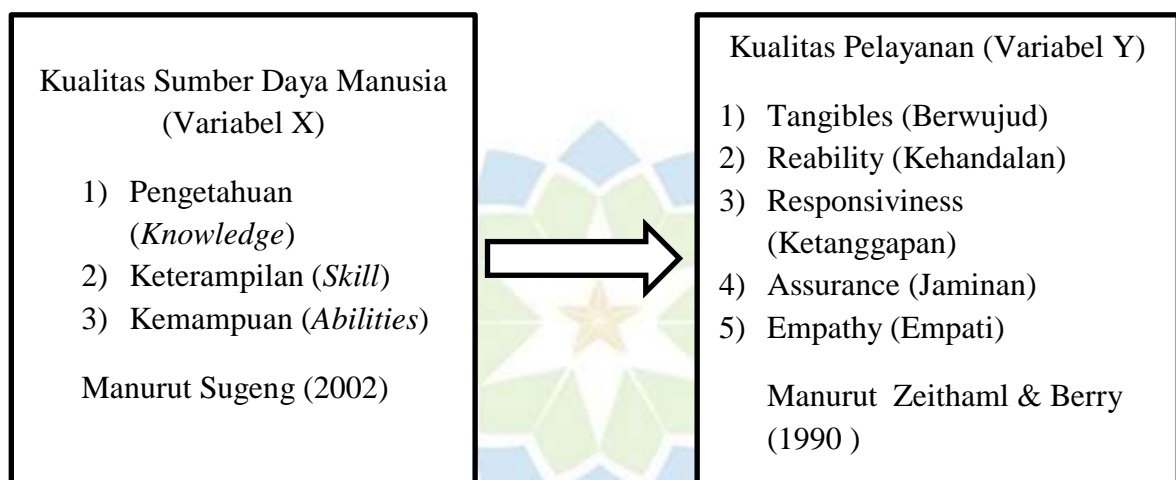 Kualitas Sumber Daya Manusia
(Variabel X)
1) Pengetahuan
(Knowledge)
2) Keterampilan (Skill)
3) Kemampuan (Abilities)
Manurut Sugeng (2002)
Kualitas Pelayanan (Variabel Y)
1) Tangibles (Berwujud)
2) Reability (Kehandalan)
3) Responsiviness
(Ketanggapan)
4) Assurance (Jaminan)
5) Empathy (Empati)
Manurut Zeithaml & Berry
(1990 )